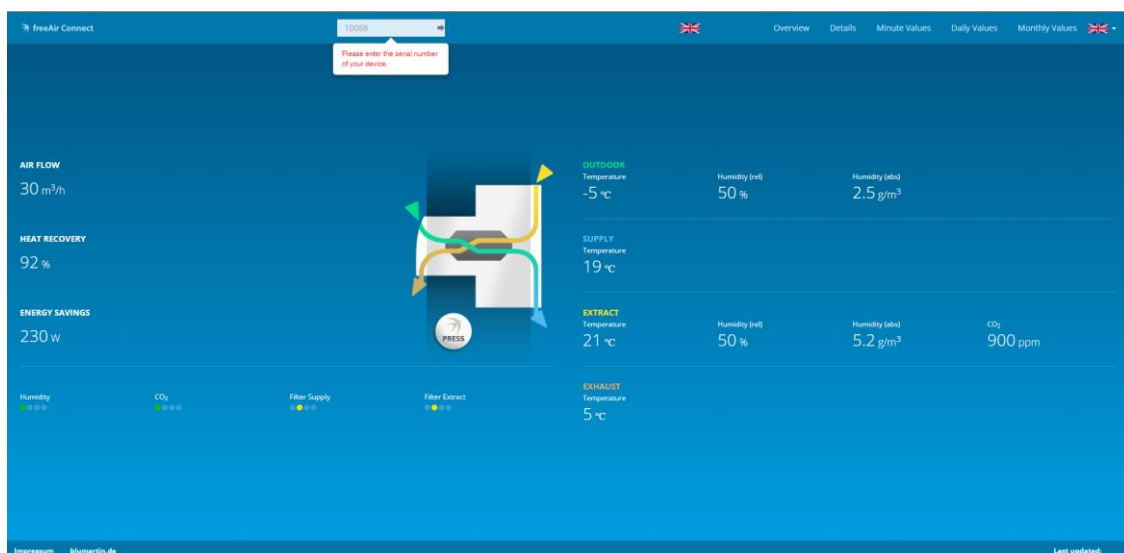 freeAir Connect
10088
Overview Details Minute Values Daily Values Monthly Values
Please enter the serial number
of your device.
AIR FLOW
30 m³/h
HEAT RECOVERY
92 %
ENERGY SAVINGS
230 W
PRESS
Humidity CO₂ Filter Supply Filter Extract
OUTDOOR
Temperature Humidity (rel) Humidity (abs)
-5 °C 50 % 2.5 g/m³
SUPPLY
Temperature
19 °C
EXTRACT
Temperature Humidity (rel) Humidity (abs) CO₂
21 °C 50 % 5.2 g/m³ 900 ppm
EXHAUST
Temperature
5 °C
Impressum blumartin.de Last updated: